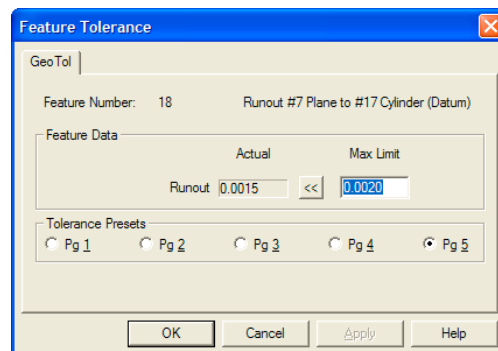 Feature Tolerance
GeoTol
Feature Number: 18 Runout #7 Plane to #17 Cylinder (Datum)
Feature Data
Actual Max Limit
Runout 0.0015 << 0.0020
Tolerance Presets
Pg 1 Pg 2 Pg 3 Pg 4 Pg 5
OK Cancel Apply Help